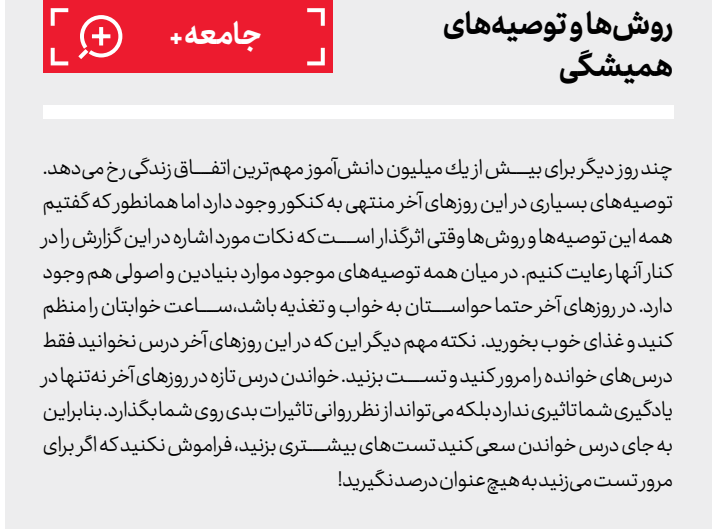 روش‌ها و توصیه‌های
همیشگی
جامعه+
چند روز دیگر برای بیش از یك میلیون دانش‌آموز مهم‌ترین اتفاق زندگی رخ می‌دهد.
توصیه‌های بسیاری در این روزهای آخر منتهی به کنکور وجود دارد اما همانطور که گفتیم
همه این توصیه‌ها و روش‌ها وقتی اثرگذار است که نکات مورد اشاره در این گزارش را در
کنار آنها رعایت کنیم. در میان همه توصیه‌های موجود موارد بنیادین و اصولی هم وجود
دارد. در روزهای آخر حتما حواستان به خواب و تغذیه باشد،ساعت خوابتان را منظم
کنید و غذای خوب بخورید. نکته مهم دیگر این که در این روزهای آخر درس نخوانید فقط
درس‌های خوانده را مرور کنید و تست بزنید. خواندن درس تازه در روزهای آخر نه‌تنها در
یادگیری شما تاثیری ندارد بلکه می‌تواند از نظر روانی تاثیرات بدی روی شما بگذارد. بنابراین
به جای درس خواندن سعی کنید تست‌های بیشتری بزنید، فراموش نکنید که اگر برای
مرور تست می‌زنید به هیچ عنوان درصد نگیرید!